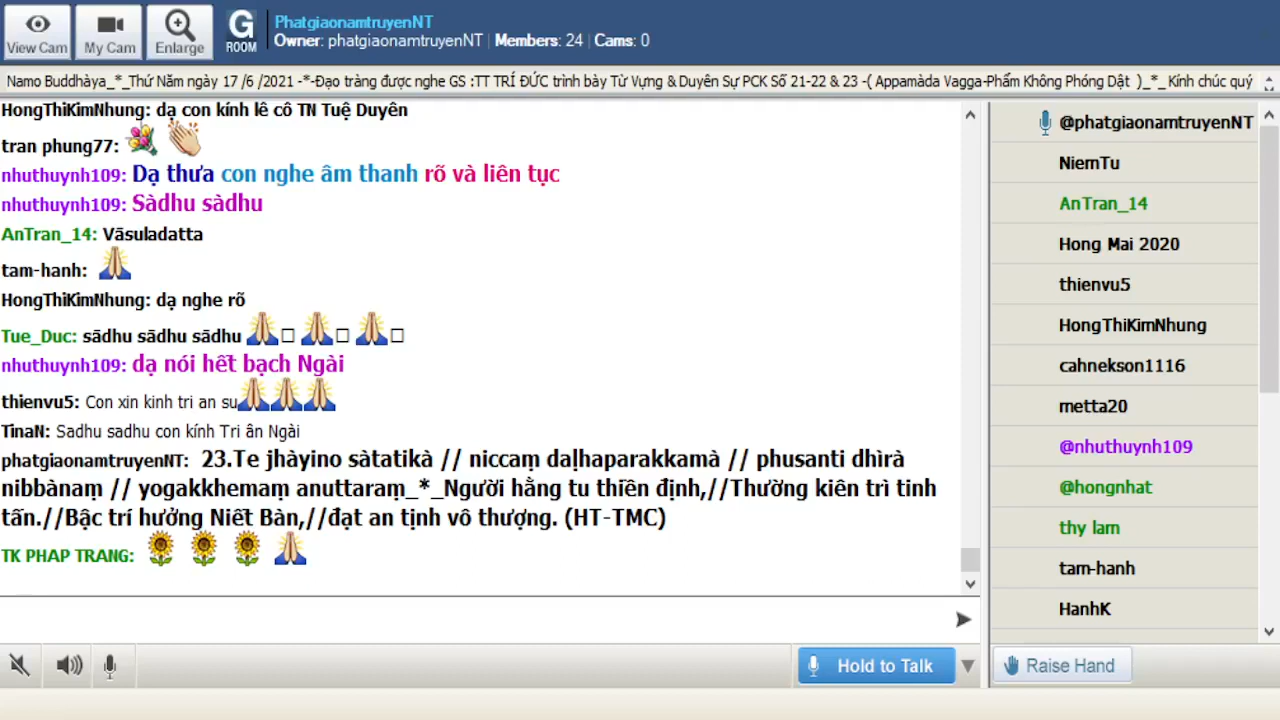 View Cam
My Cam
Enlarge
G
ROOM
PhatgiaonamtruyenNT
Owner: phatgiaonamtruyenNT | Members: 24 | Cams: 0
Namo Buddhàya_*_Thứ Năm ngày 17 /6 /2021 -*-Đạo tràng được nghe GS :TT TRÍ ĐỨC trình bày Từ Vựng & Duyên Sự PCK Số 21-22 & 23 -( Appamàda Vagga-Phẩm Không Phóng Dật )_*_Kính chúc quý
HongThiKimNhung: dạ con kính lễ cô TN Tuệ Duyên
tran phung77:
nhuthuynh109: Dạ thưa con nghe âm thanh rõ và liên tục
nhuthuynh109: Sàdhu sàdhu
AnTran_14: Vāsuladatta
tam-hanh:
HongThiKimNhung: dạ nghe rõ
Tue_Duc: sādhu sādhu sādhu
nhuthuynh109: dạ nói hết bạch Ngài
thienvu5: Con xin kinh tri an su
TinaN: Sadhu sadhu con kính Tri ân Ngài
phatgiaonamtruyenNT: 23.Te jhàyino sàtatikà // niccaṃ daḷhaparakkamà // phusanti dhìrà
nibbànaṃ // yogakkhemaṃ anuttaraṃ_*_Người hằng tu thiền định,//Thường kiên trì tinh
tấn.//Bậc trí hưởng Niết Bàn,//đạt an tịnh vô thượng. (HT-TMC)
TK PHAP TRANG:
@phatgiaonamtruyenNT
NiemTu
AnTran_14
Hong Mai 2020
thienvu5
HongThiKimNhung
cahnekson1116
metta20
@nhuthuynh109
@hongnhat
thy lam
tam-hanh
HanhK
Hold to Talk
Raise Hand